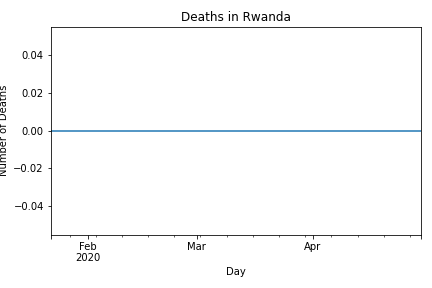 Deaths in Rwanda
Number of Deaths
0.04
0.02
0.00
−0.02
−0.04
Feb
2020
Mar
Apr
Day